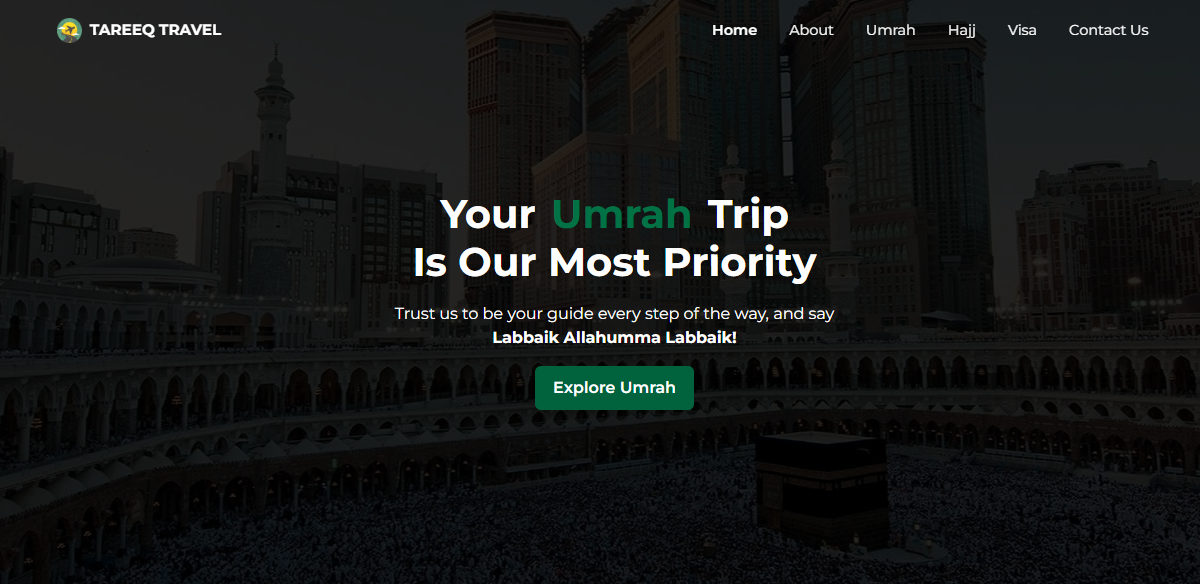 TAREEQ TRAVEL
Home About Umrah Hajj Visa Contact Us
Your Umrah Trip
Is Our Most Priority
Trust us to be your guide every step of the way, and say
Labbaik Allahumma Labbaik!
Explore Umrah